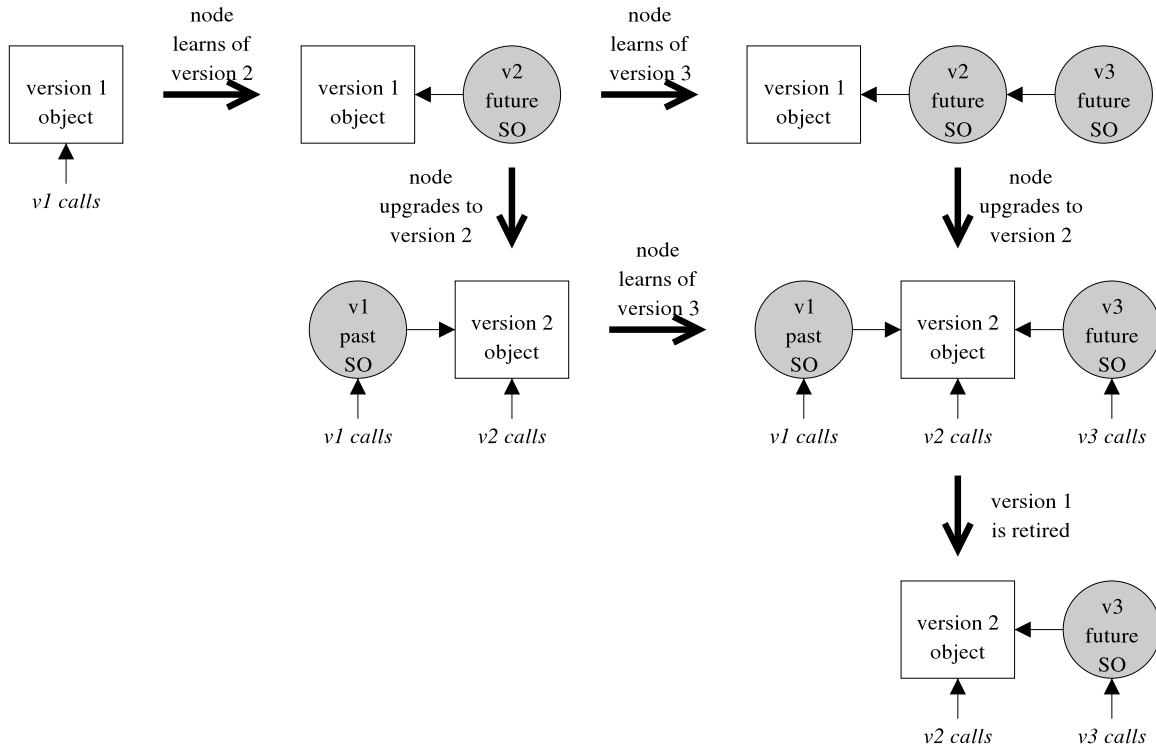 node
learns of
version 2
node
learns of
version 3
version 1
object
version 1
object
v2
future
SO
version 1
object
v2
future
SO
v3
future
SO
v1 calls
node
upgrades to
version 2
node
upgrades to
version 2
node
learns of
version 3
v1
past
SO
version 2
object
v1
past
SO
version 2
object
v3
future
SO
v1 calls
v2 calls
v1 calls
v2 calls
v3 calls
version 1
is retired
version 2
object
v3
future
SO
v2 calls
v3 calls